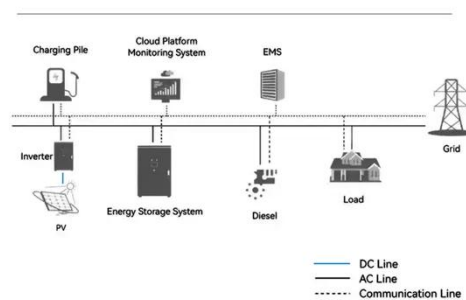 Charging Pile
Cloud Platform
Monitoring System
EMS
Inverter
Grid
PV
Energy Storage System
Diesel
Load
DC Line
AC Line
Communication Line